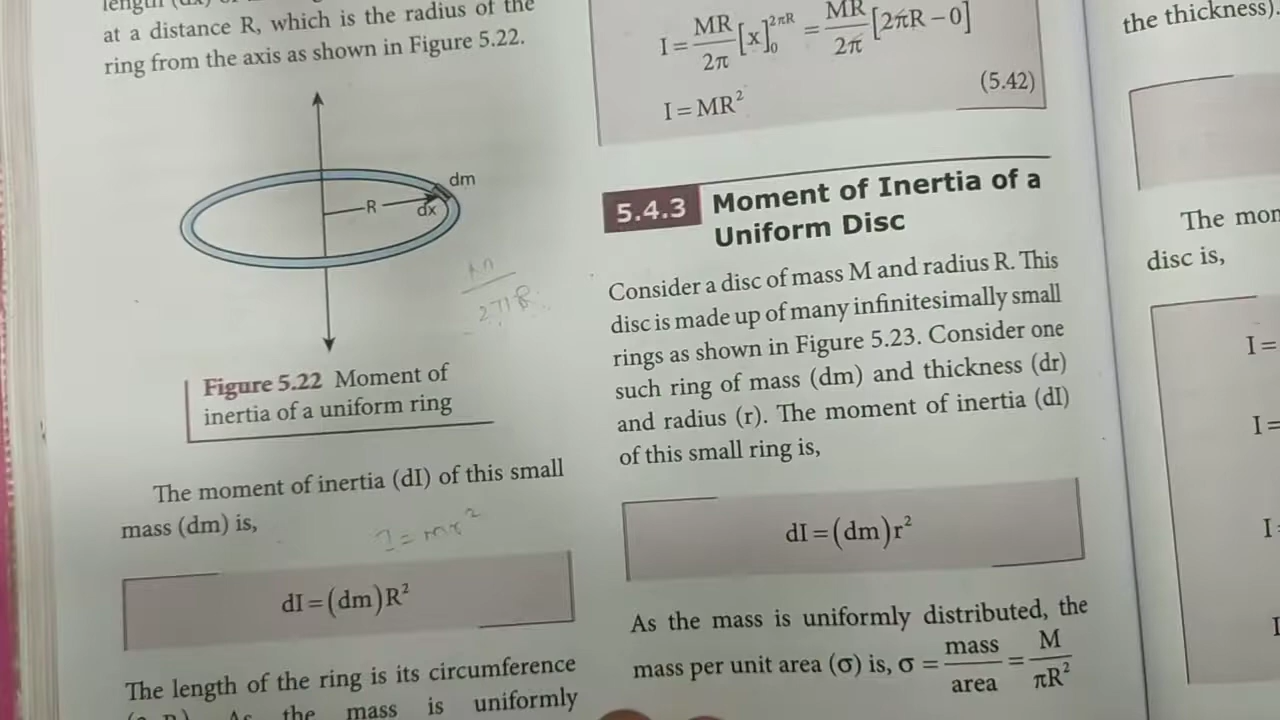 length (dx) of
at a distance R, which is the radius of the
ring from the axis as shown in Figure 5.22.
dm
R
dx
2πR
Figure 5.22 Moment of
inertia of a uniform ring
The moment of inertia (dI) of this small
mass (dm) is,
I = mr²
dI = (dm)R²
The length of the ring is its circumference
As the mass is uniformly
I = MR/2π [x]₀^2πR = MR/2π [2πR − 0]
I = MR² (5.42)
5.4.3 Moment of Inertia of a
Uniform Disc
Consider a disc of mass M and radius R. This
disc is made up of many infinitesimally small
rings as shown in Figure 5.23. Consider one
such ring of mass (dm) and thickness (dr)
and radius (r). The moment of inertia (dI)
of this small ring is,
dI = (dm)r²
As the mass is uniformly distributed, the
mass per unit area (σ) is, σ = mass/area = M/πR²
the thickness).
The
disc is,
I =
I =
I
I